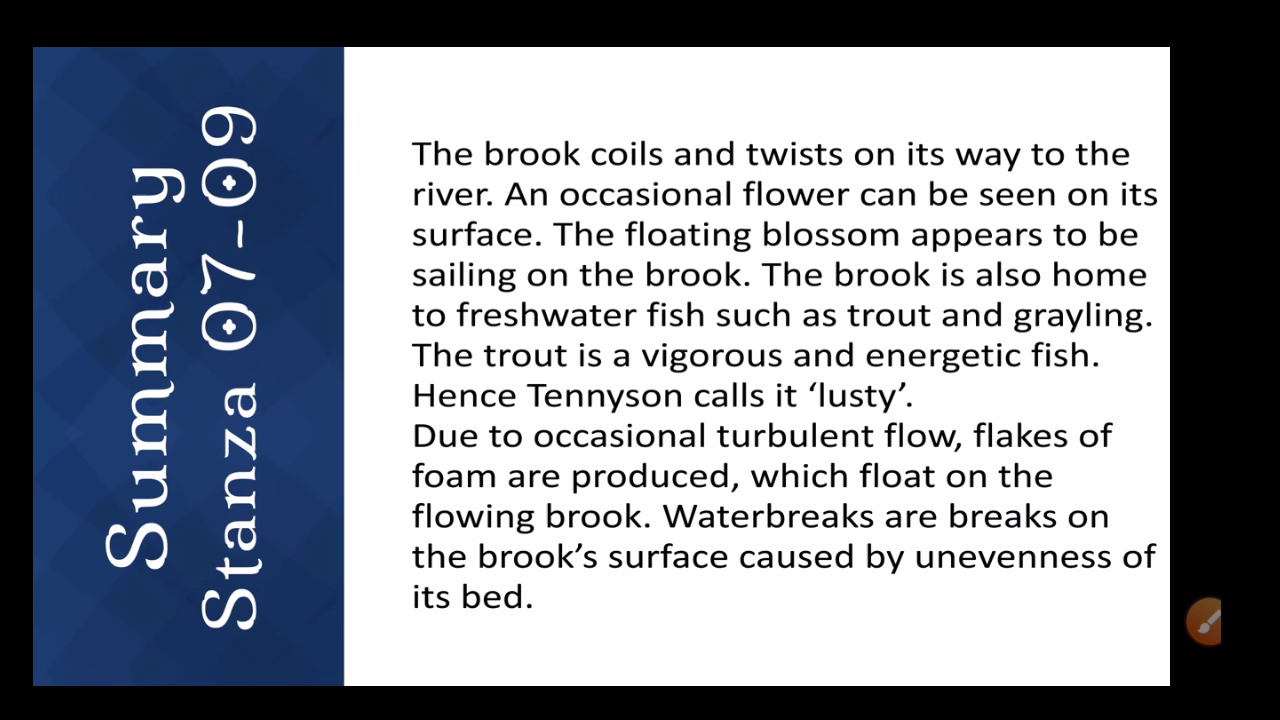 Summary
Stanza 07-09
The brook coils and twists on its way to the
river. An occasional flower can be seen on its
surface. The floating blossom appears to be
sailing on the brook. The brook is also home
to freshwater fish such as trout and grayling.
The trout is a vigorous and energetic fish.
Hence Tennyson calls it ‘lusty’.
Due to occasional turbulent flow, flakes of
foam are produced, which float on the
flowing brook. Waterbreaks are breaks on
the brook’s surface caused by unevenness of
its bed.